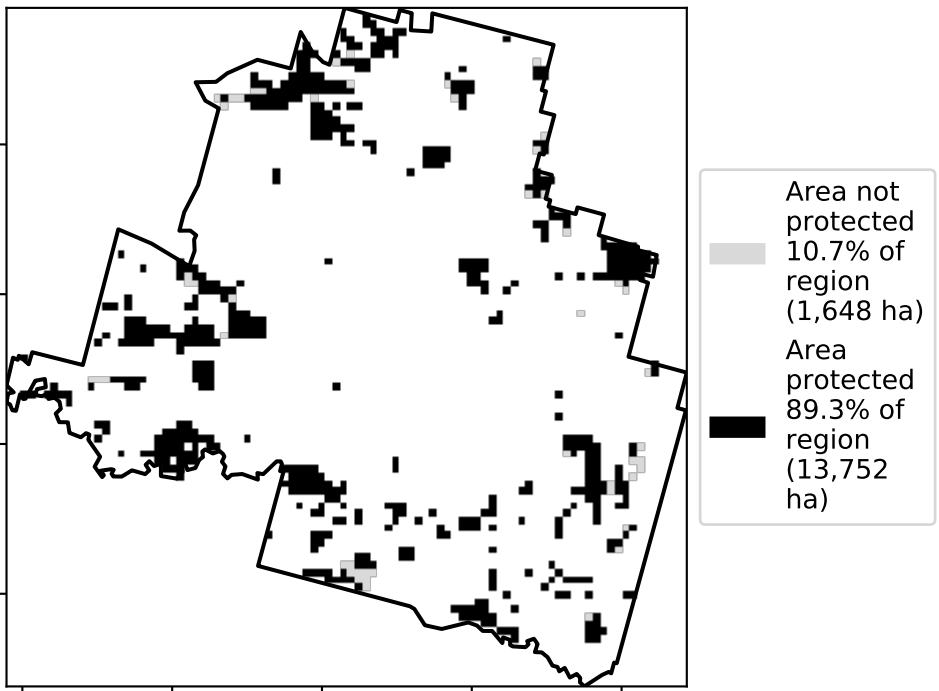 Area not
protected
10.7% of
region
(1,648 ha)
Area
protected
89.3% of
region
(13,752
ha)